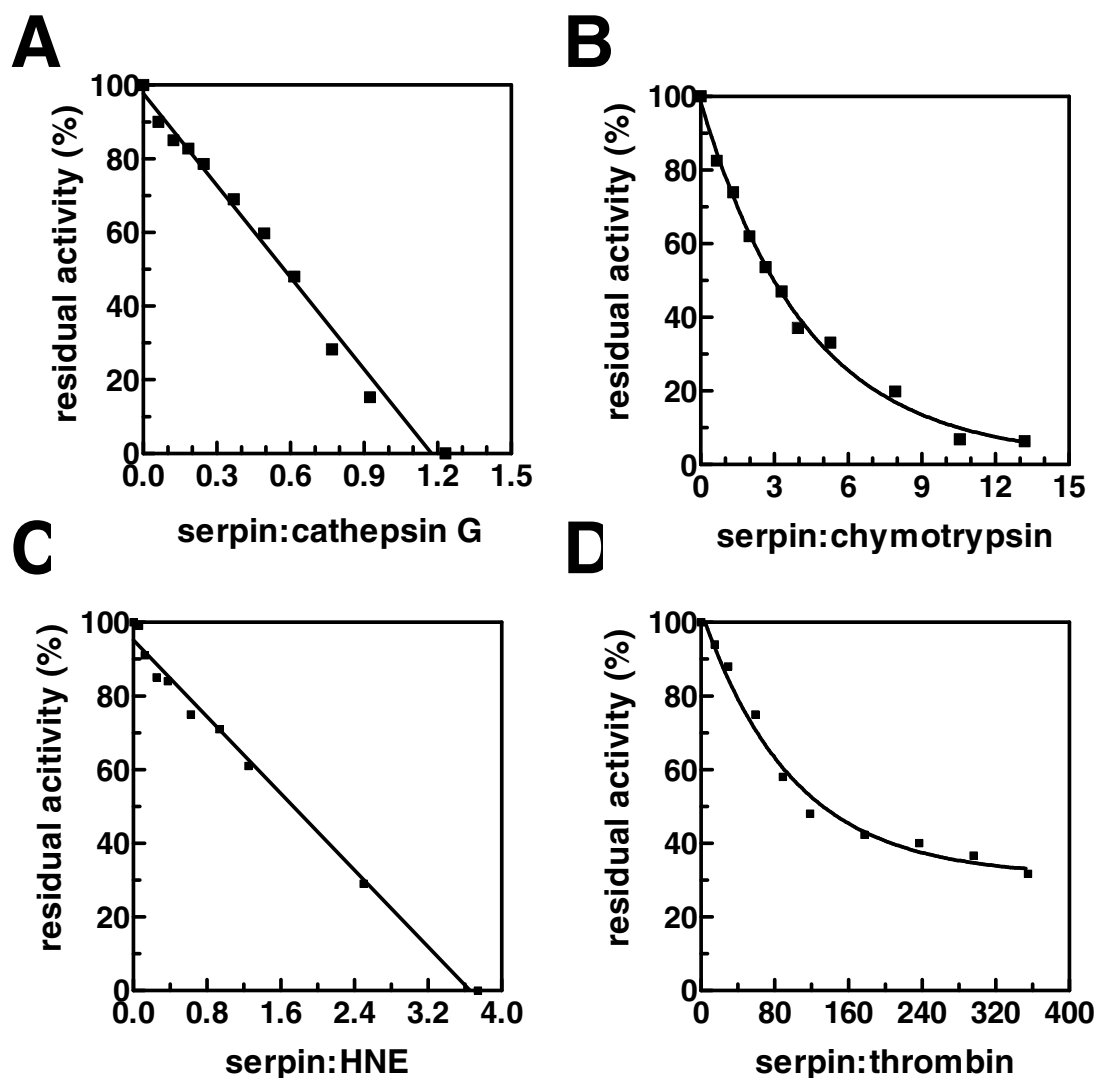 A
100
80
60
40
20
0
residual activity (%)
0.0 0.3 0.6 0.9 1.2 1.5
serpin:cathepsin G
B
100
80
60
40
20
0
residual activity (%)
0 3 6 9 12 15
serpin:chymotrypsin
C
100
80
60
40
20
0
residual acitivity (%)
0.0 0.8 1.6 2.4 3.2 4.0
serpin:HNE
D
100
80
60
40
20
0
residual activity (%)
0 80 160 240 320 400
serpin:thrombin